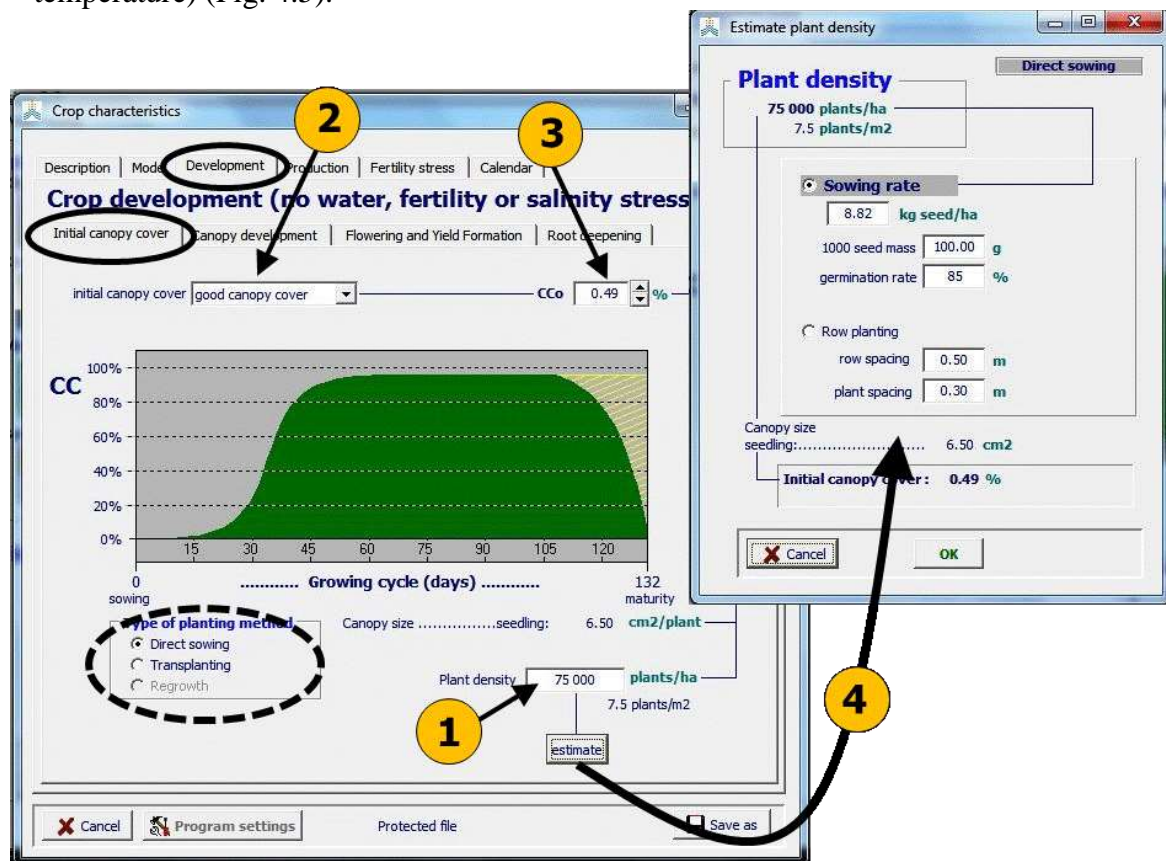 temperature) (Fig. 4.3).
Estimate plant density
Direct sowing
Plant density
75 000 plants/ha
7.5 plants/m2
Sowing rate
8.82 kg seed/ha
1000 seed mass 100.00 g
germination rate 85 %
Row planting
row spacing 0.50 m
plant spacing 0.30 m
Canopy size
seedling:........................ 6.50 cm2
Initial canopy cover : 0.49 %
Cancel OK
Crop characteristics
2
3
Description Mode Development Production Fertility stress Calendar
Crop development (no water, fertility or salinity stress
Initial canopy cover Canopy development Flowering and Yield Formation Root deepening
initial canopy cover good canopy cover CCo 0.49 %
CC
100%
80%
60%
40%
20%
0%
15 30 45 60 75 90 105 120
0 ............ Growing cycle (days) ............ 132
sowing maturity
Type of planting method
Direct sowing
Transplanting
Regrowth
Canopy size ................seedling: 6.50 cm2/plant
Plant density 75 000 plants/ha
7.5 plants/m2
1
4
estimate
Cancel Program settings Protected file Save as